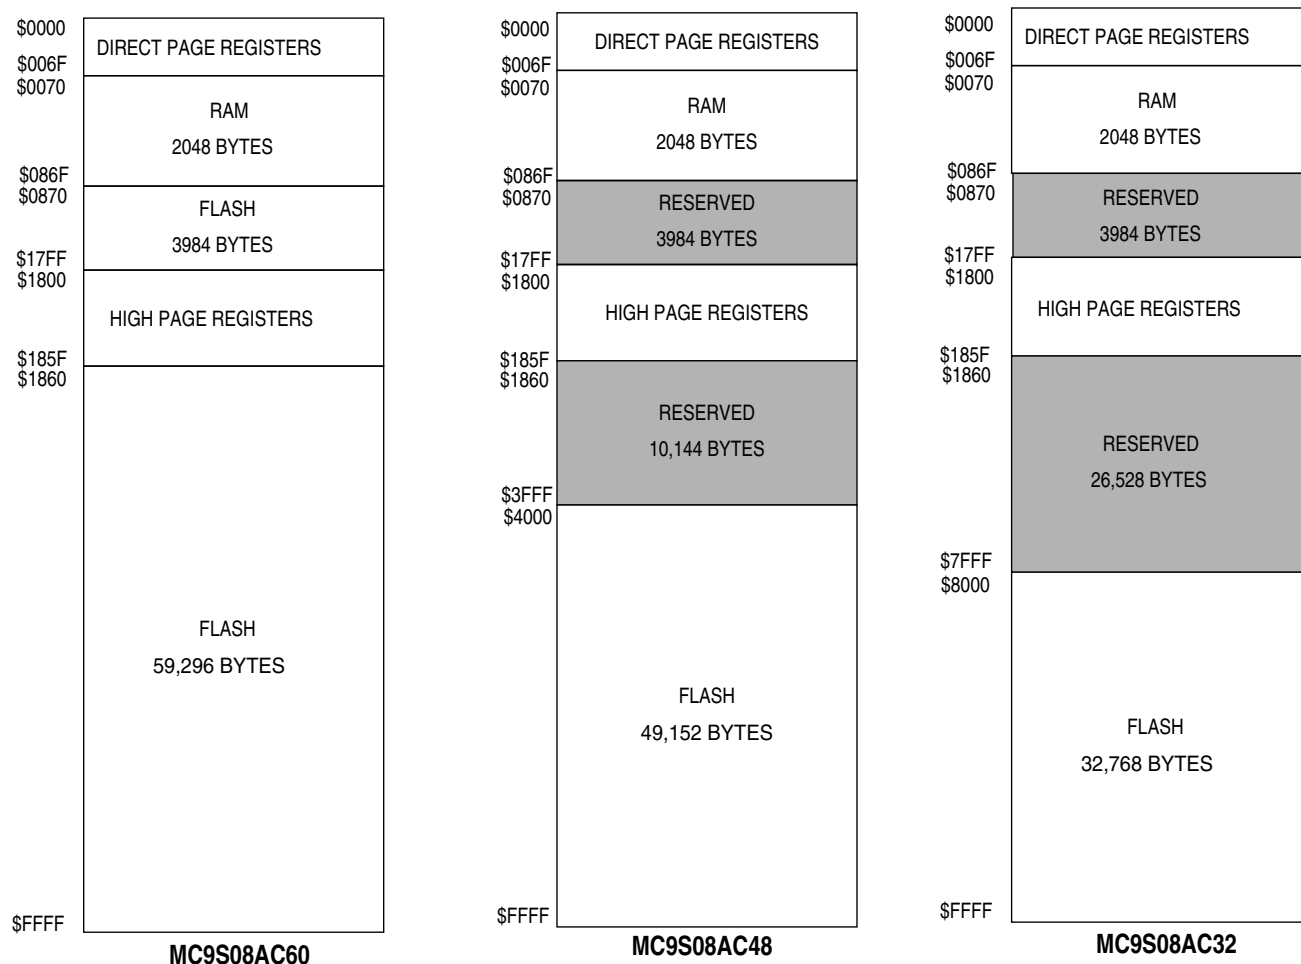 $0000
DIRECT PAGE REGISTERS
$006F
$0070
RAM
2048 BYTES
$086F
$0870
FLASH
3984 BYTES
$17FF
$1800
HIGH PAGE REGISTERS
$185F
$1860
FLASH
59,296 BYTES
$FFFF
MC9S08AC60
$0000
DIRECT PAGE REGISTERS
$006F
$0070
RAM
2048 BYTES
$086F
$0870
RESERVED
3984 BYTES
$17FF
$1800
HIGH PAGE REGISTERS
$185F
$1860
RESERVED
10,144 BYTES
$3FFF
$4000
FLASH
49,152 BYTES
$FFFF
MC9S08AC48
$0000
DIRECT PAGE REGISTERS
$006F
$0070
RAM
2048 BYTES
$086F
$0870
RESERVED
3984 BYTES
$17FF
$1800
HIGH PAGE REGISTERS
$185F
$1860
RESERVED
26,528 BYTES
$7FFF
$8000
FLASH
32,768 BYTES
$FFFF
MC9S08AC32